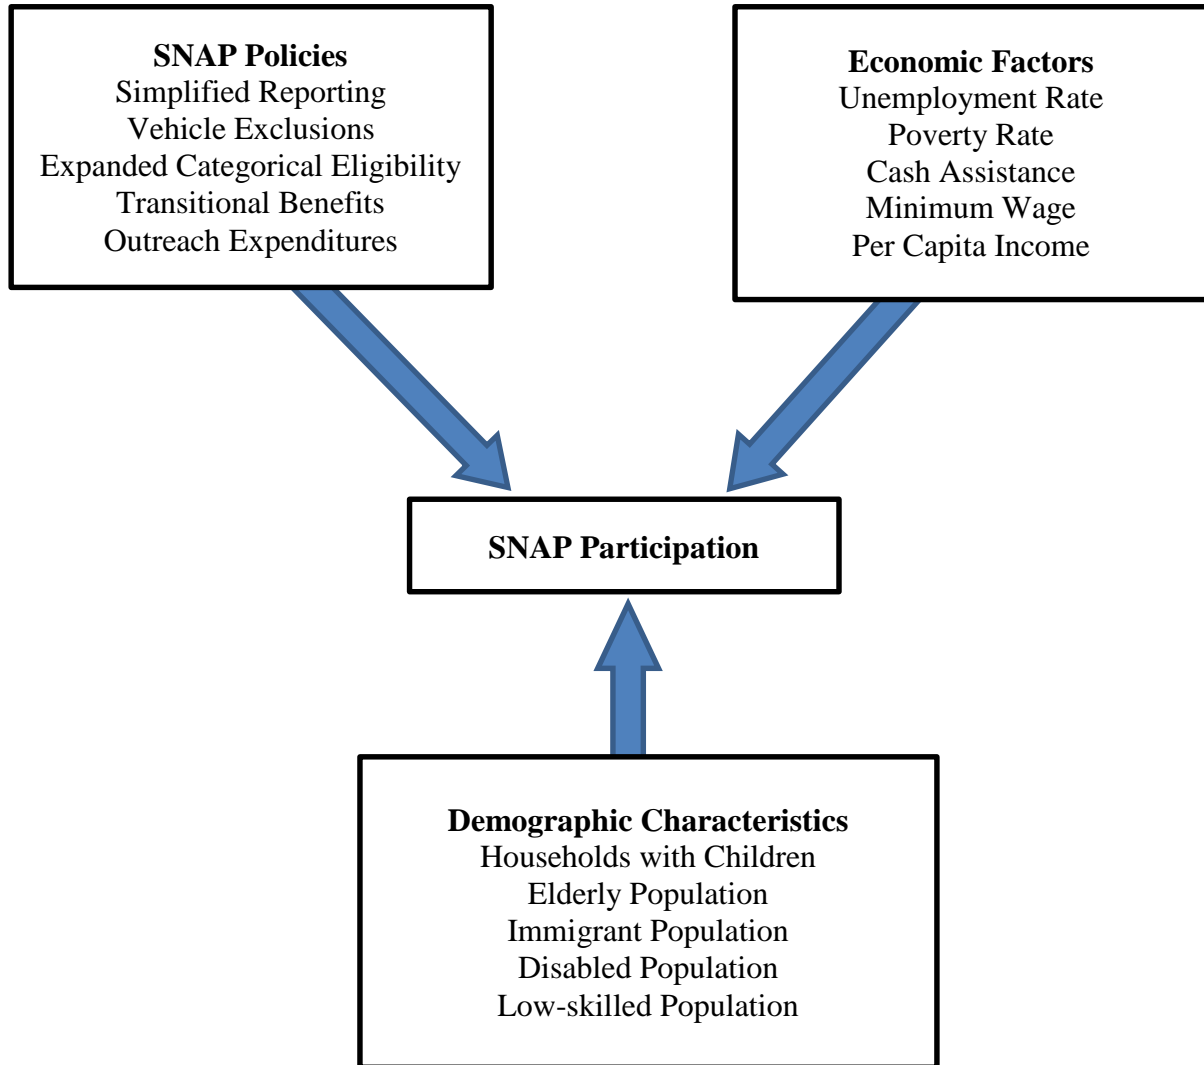 SNAP Policies
Simplified Reporting
Vehicle Exclusions
Expanded Categorical Eligibility
Transitional Benefits
Outreach Expenditures
Economic Factors
Unemployment Rate
Poverty Rate
Cash Assistance
Minimum Wage
Per Capita Income
SNAP Participation
Demographic Characteristics
Households with Children
Elderly Population
Immigrant Population
Disabled Population
Low-skilled Population